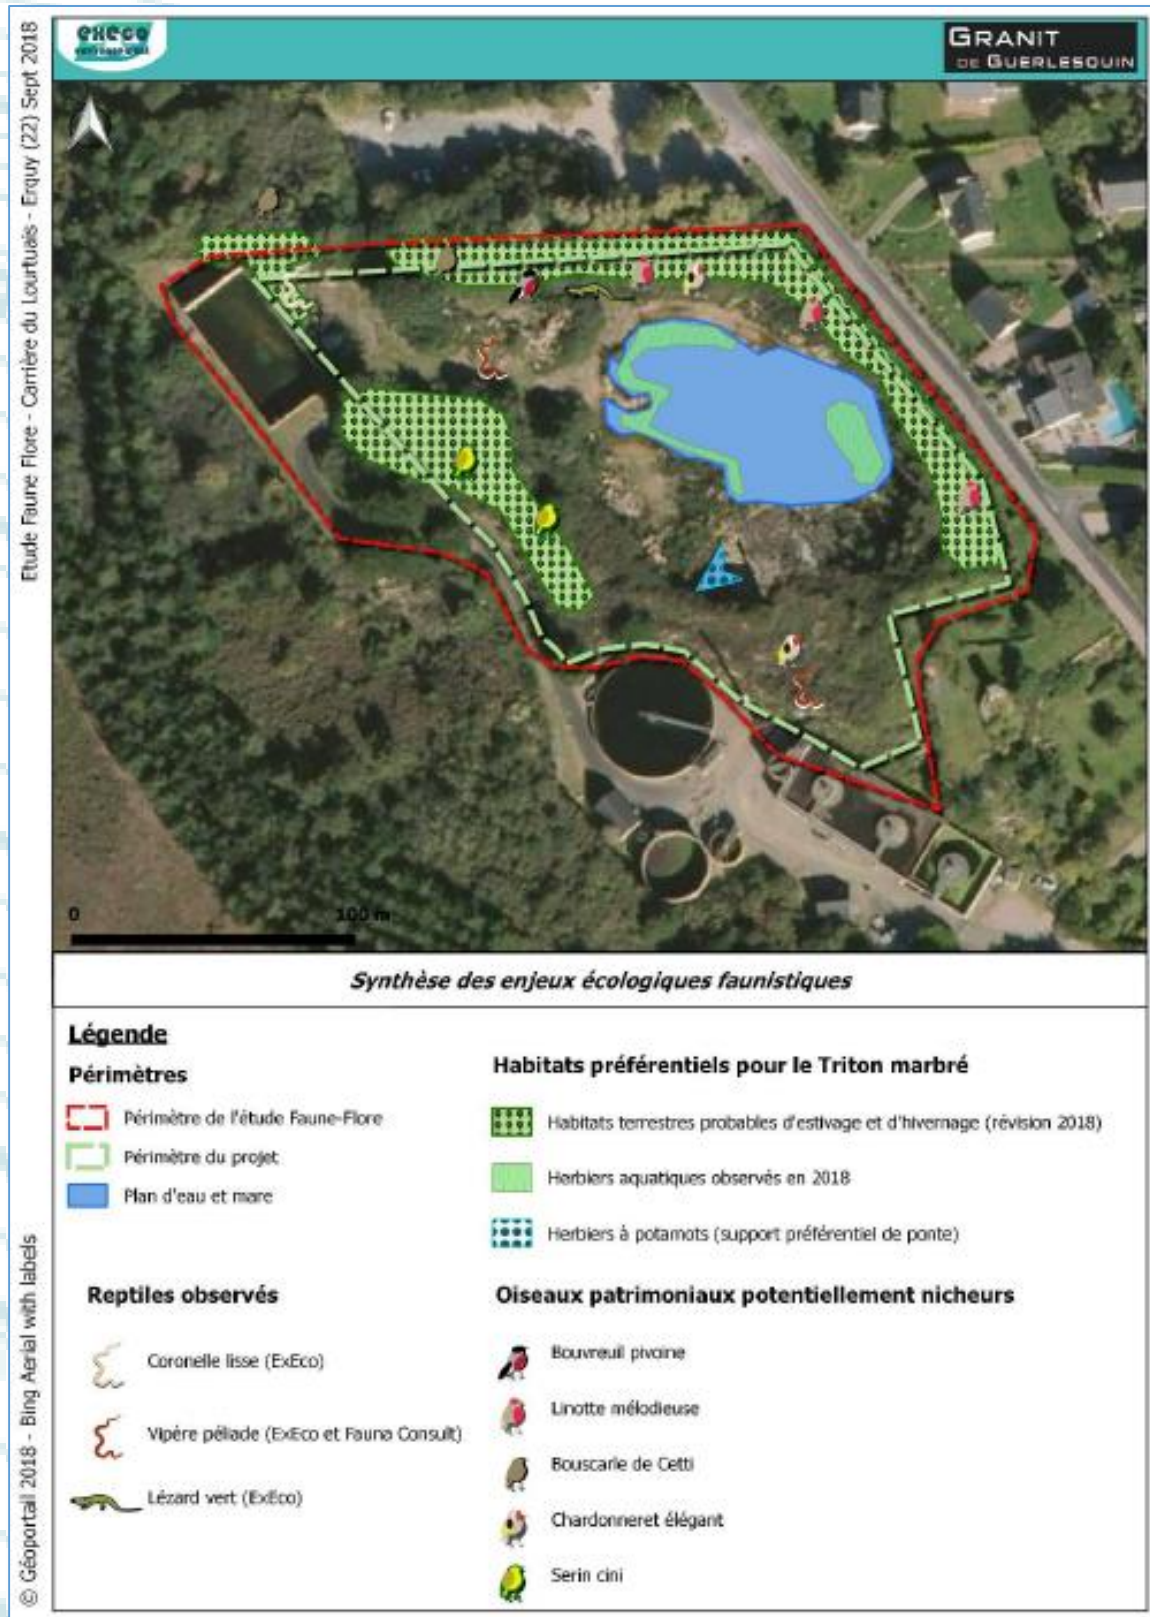 execo
environnement
GRANIT
DE GUERLESQUIN
Etude Faune Flore - Carrière du Lourtuais - Erquy (22) Sept 2018
0
100 m
Synthèse des enjeux écologiques faunistiques
Légende
Périmètres
Périmètre de l'étude Faune-Flore
Périmètre du projet
Plan d'eau et mare
Habitats préférentiels pour le Triton marbré
Habitats terrestres probables d'estivage et d'hivernage (révision 2018)
Herbiers aquatiques observés en 2018
Herbiers à potamots (support préférentiel de ponte)
Reptiles observés
Coronelle lisse (ExEco)
Vipère péliade (ExEco et Fauna Consult)
Lézard vert (ExEco)
Oiseaux patrimoniaux potentiellement nicheurs
Bouvreuil pivoine
Linotte mélodieuse
Bouscarle de Cetti
Chardonneret élégant
Serin cini
© Géoportail 2018 - Bing Aerial with labels